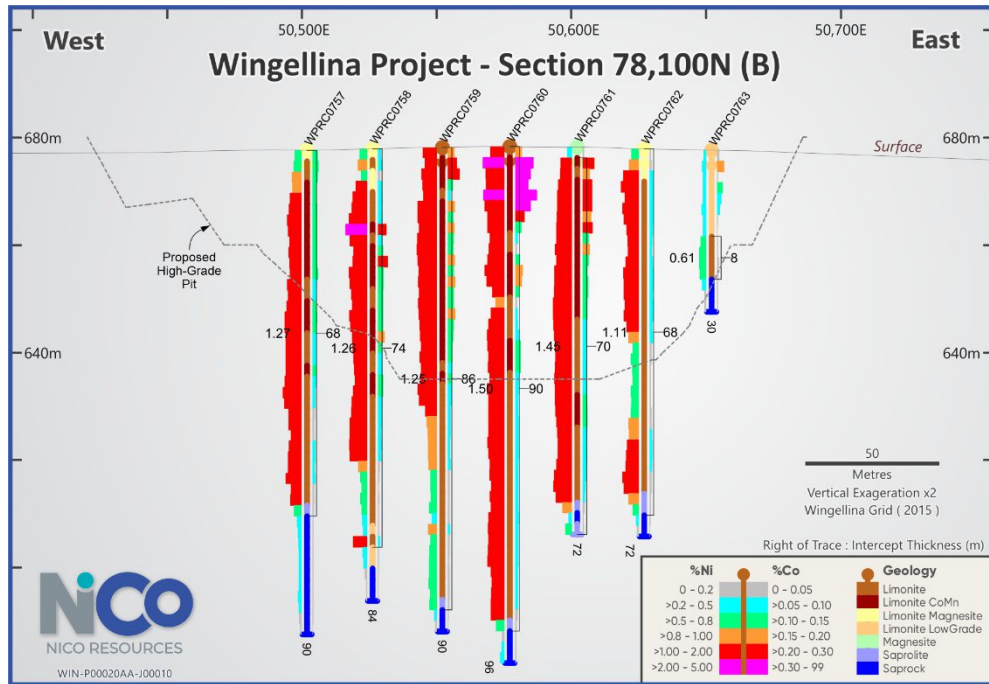 50,500E
50,600E
50,700E
West
East
Wingellina Project - Section 78,100N (B)
WPRC0757
WPRC0758
WPRC0759
WPRC0760
WPRC0761
WPRC0762
WPRC0763
680m
680m
Surface
Proposed
High-Grade
Pit
0.61
8
30
640m
640m
1.27
68
1.26
74
1.25
86
1.50
90
1.45
70
1.11
68
50
Metres
Vertical Exageration x2
Wingellina Grid ( 2015 )
72
72
84
90
90
96
Right of Trace : Intercept Thickness (m)
%Ni
%Co
Geology
0 - 0.2
0 - 0.05
Limonite
>0.2 - 0.5
>0.05 - 0.10
Limonite CoMn
>0.5 - 0.8
>0.10 - 0.15
Limonite Magnesite
>0.8 - 1.00
>0.15 - 0.20
Limonite LowGrade
>1.00 - 2.00
>0.20 - 0.30
Magnesite
>2.00 - 5.00
>0.30 - 99
Saprolite
Saprock
NiCo
NICO RESOURCES
WIN-P00020AA-J00010